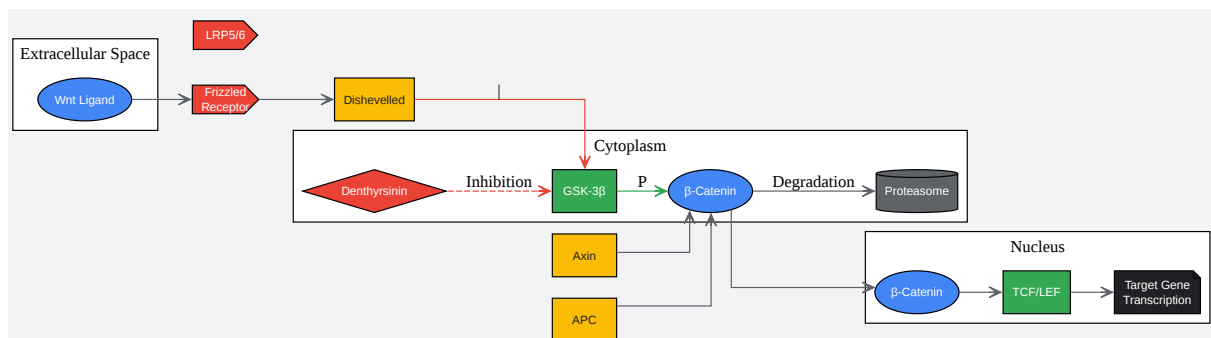 LRP5/6
Extracellular Space
Wnt Ligand
Frizzled
Receptor
Dishevelled
Cytoplasm
Denthyrsinin
Inhibition
GSK-3β
P
β-Catenin
Degradation
Proteasome
Axin
APC
Nucleus
β-Catenin
TCF/LEF
Target Gene
Transcription